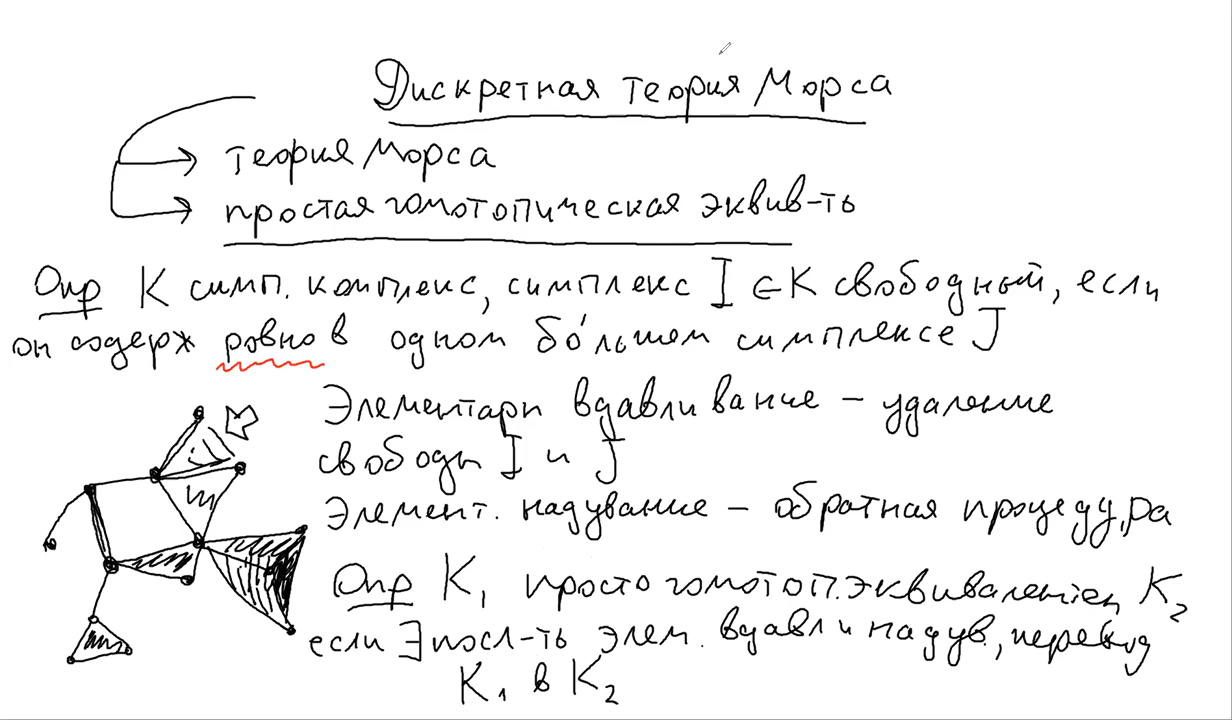 Дискретная теория Морса
теория Морса
простая гомотопическая эквив-ть
Опр K симп. комплекс, симплекс I ∈ K свободный, если
он содерж ровно в одном бо́льшем симплексе J
Элементарн вдавливание – удаление
свободн I и J
Элемент. надувание – обратная процедура
Опр K₁ просто гомотоп. эквивалентен K₂
если ∃ посл-ть элем. вдавл и надув., перевод
K₁ в K₂